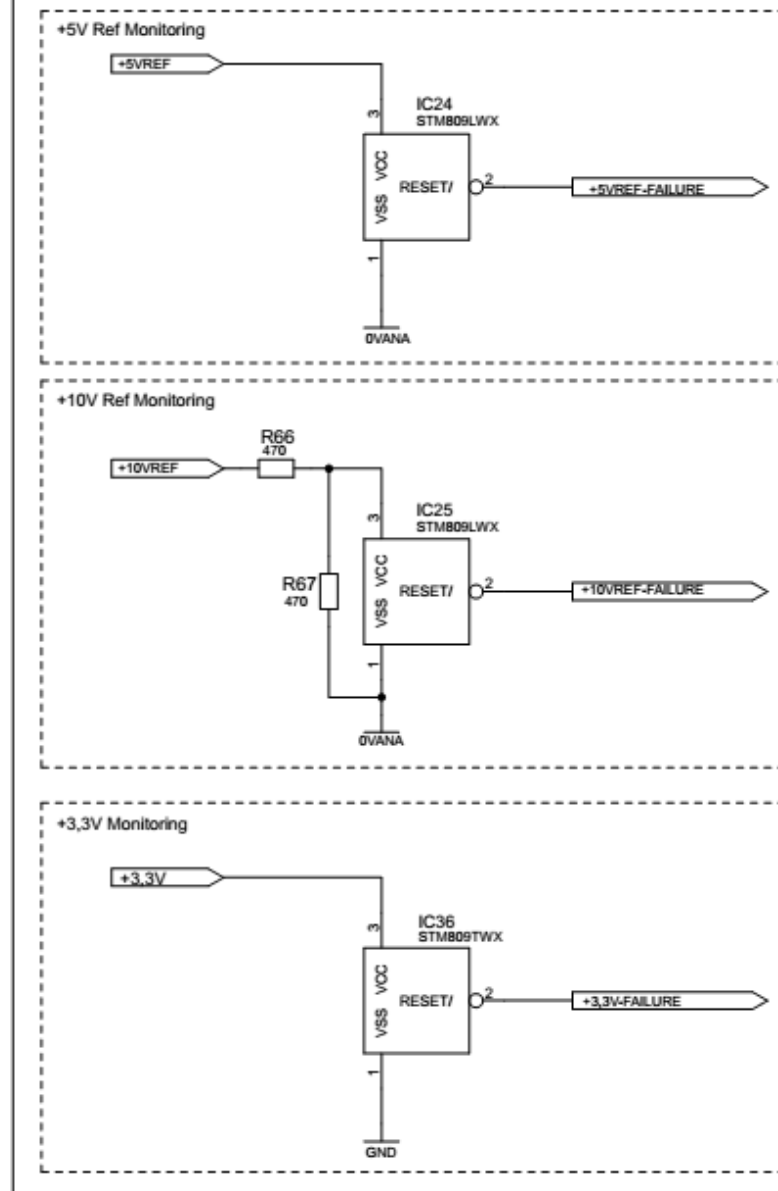 +5V Ref Monitoring
+5VREF
IC24
STM809LWX
3
VCC
VSS
RESET/
2
+5VREF-FAILURE
1
0VANA
+10V Ref Monitoring
R66
470
+10VREF
IC25
STM809LWX
3
VCC
VSS
RESET/
2
+10VREF-FAILURE
R67
470
1
0VANA
+3,3V Monitoring
+3,3V
IC36
STM809TWX
3
VCC
VSS
RESET/
2
+3,3V-FAILURE
1
GND